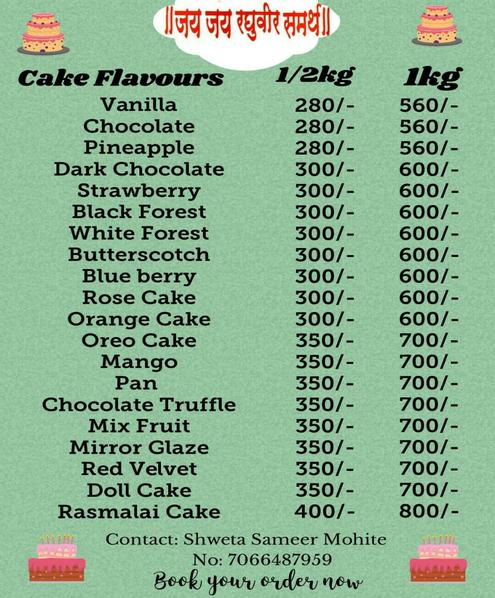 ॥जय जय रघुवीर समर्थ॥
Cake Flavours 1/2kg 1kg
Vanilla 280/- 560/-
Chocolate 280/- 560/-
Pineapple 280/- 560/-
Dark Chocolate 300/- 600/-
Strawberry 300/- 600/-
Black Forest 300/- 600/-
White Forest 300/- 600/-
Butterscotch 300/- 600/-
Blue berry 300/- 600/-
Rose Cake 300/- 600/-
Orange Cake 300/- 600/-
Oreo Cake 350/- 700/-
Mango 350/- 700/-
Pan 350/- 700/-
Chocolate Truffle 350/- 700/-
Mix Fruit 350/- 700/-
Mirror Glaze 350/- 700/-
Red Velvet 350/- 700/-
Doll Cake 350/- 700/-
Rasmalai Cake 400/- 800/-
Contact: Shweta Sameer Mohite
No: 7066487959
Book your order now